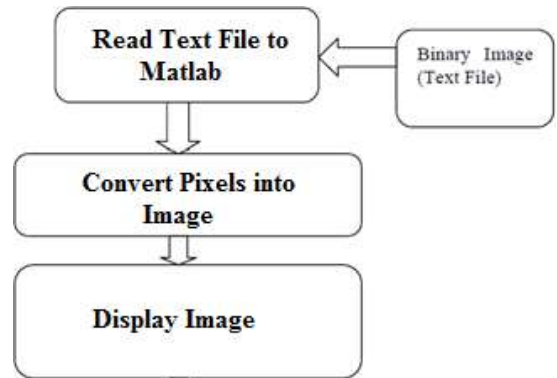 Read Text File to
Matlab
Binary Image
(Text File)
Convert Pixels into
Image
Display Image